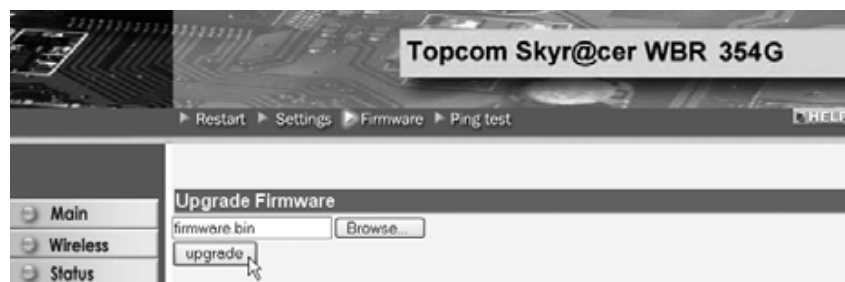 Topcom Skyr@cer WBR 354G
Restart Settings Firmware Ping test HELP
Upgrade Firmware
firmware.bin Browse...
upgrade
Main
Wireless
Status